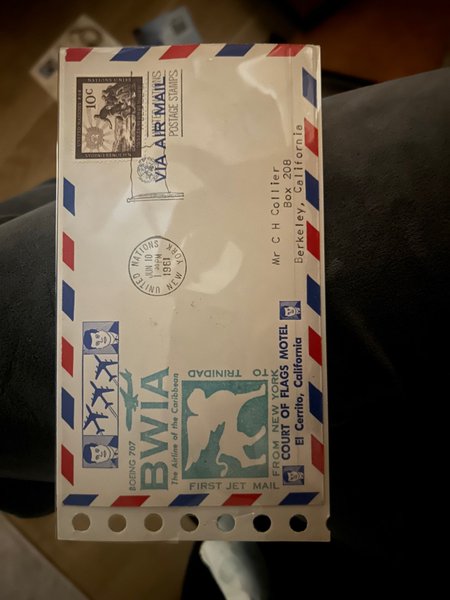 10c
UNITED NATIONS
POSTAGE STAMPS
VIA AIR MAIL
UNITED NATIONS
JUN 10
PM
1961
NEW YORK
Mr C H Collier
Box 208
Berkeley, California
BOEING 707
BWIA
The Airline of the Caribbean
TO TRINIDAD
FROM NEW YORK
FIRST JET MAIL
COURT OF FLAGS MOTEL
El Cerrito, California